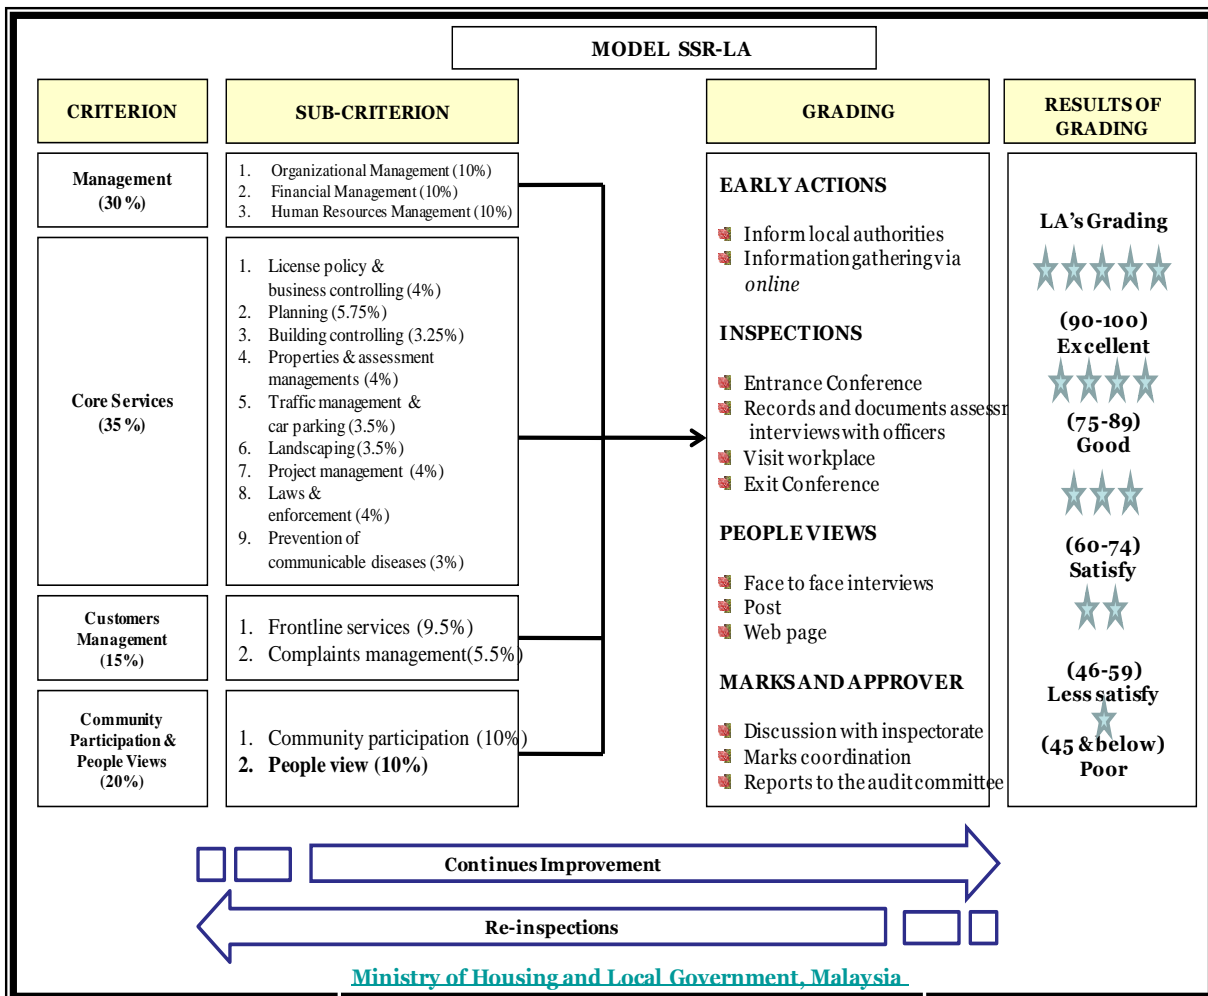 MODEL SSR-LA
CRITERION
SUB-CRITERION
GRADING
RESULTS OF
GRADING
Management
(30%)
1. Organizational Management (10%)
2. Financial Management (10%)
3. Human Resources Management (10%)
Core Services
(35%)
1. License policy &
business controlling (4%)
2. Planning (5.75%)
3. Building controlling (3.25%)
4. Properties & assessment
managements (4%)
5. Traffic management &
car parking (3.5%)
6. Landscaping (3.5%)
7. Project management (4%)
8. Laws &
enforcement (4%)
9. Prevention of
communicable diseases (3%)
Customers
Management
(15%)
1. Frontline services (9.5%)
2. Complaints management(5.5%)
Community
Participation &
People Views
(20%)
1. Community participation (10%)
2. People view (10%)
EARLY ACTIONS
Inform local authorities
Information gathering via
online
INSPECTIONS
Entrance Conference
Records and documents assessm
interviews with officers
Visit workplace
Exit Conference
PEOPLE VIEWS
Face to face interviews
Post
Web page
MARKS AND APPROVER
Discussion with inspectorate
Marks coordination
Reports to the audit committee
LA's Grading
(90-100)
Excellent
(75-89)
Good
(60-74)
Satisfy
(46-59)
Less satisfy
(45 & below)
Poor
Continues Improvement
Re-inspections
Ministry of Housing and Local Government, Malaysia